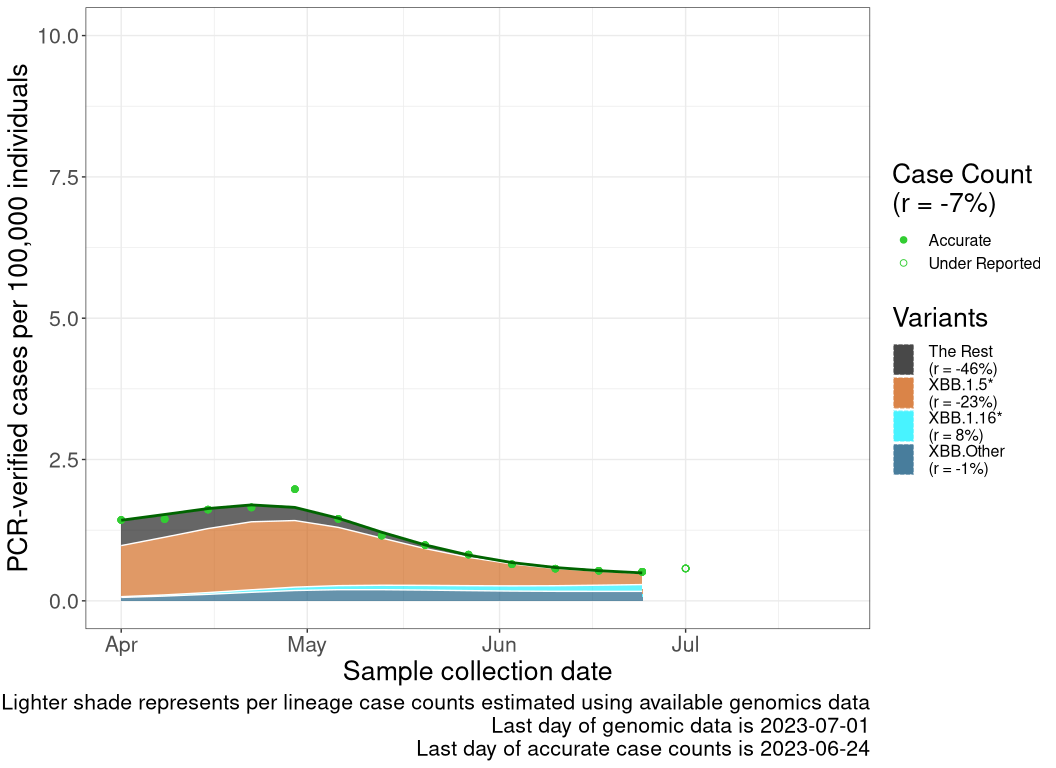 PCR-verified cases per 100,000 individuals
10.0
7.5
5.0
2.5
0.0
Apr
May
Jun
Jul
Sample collection date
Case Count
(r = -7%)
Accurate
Under Reported
Variants
The Rest
(r = -46%)
XBB.1.5*
(r = -23%)
XBB.1.16*
(r = 8%)
XBB.Other
(r = -1%)
Lighter shade represents per lineage case counts estimated using available genomics data
Last day of genomic data is 2023-07-01
Last day of accurate case counts is 2023-06-24